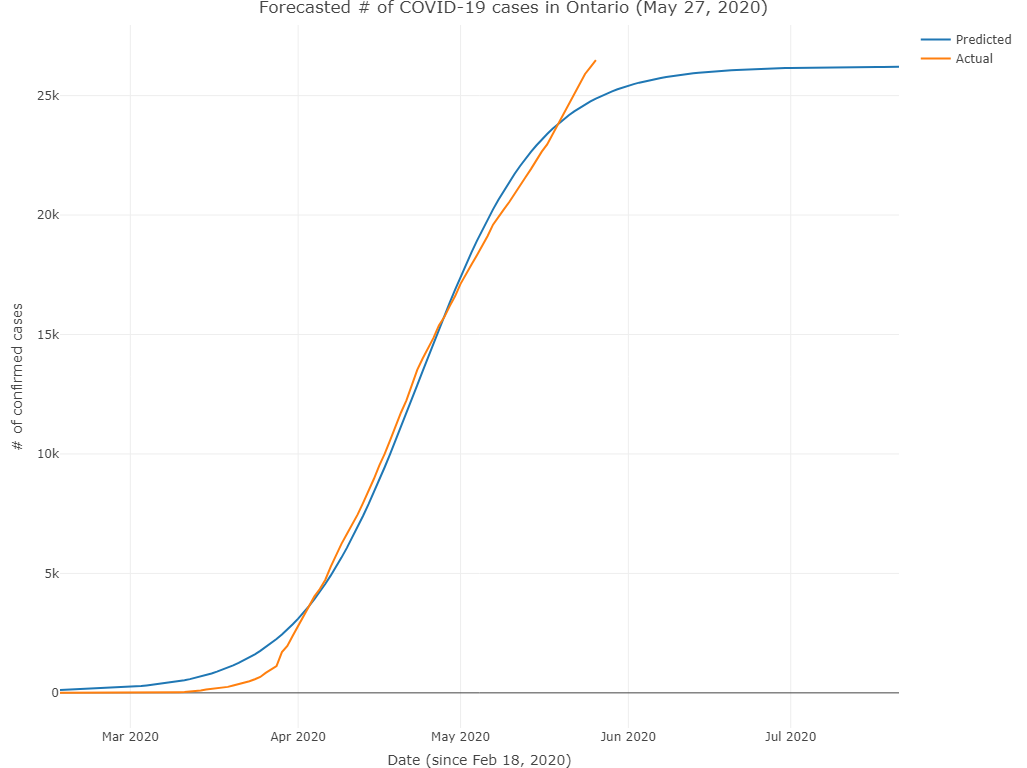 Forecasted # of COVID-19 cases in Ontario (May 27, 2020)
Predicted
Actual
25k
20k
15k
10k
5k
0
# of confirmed cases
Mar 2020 Apr 2020 May 2020 Jun 2020 Jul 2020
Date (since Feb 18, 2020)